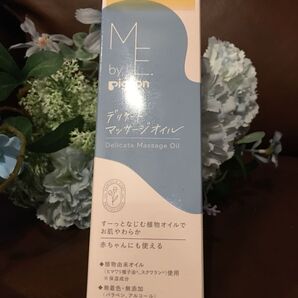 ME.
by
pigeon
デリケート
マッサージオイル
Delicate Massage Oil
すーっとなじむ植物オイルで
お肌やわらか
赤ちゃんにも使える
●植物由来オイル
(ヒマワリ種子油※、スクワラン※)使用
※保湿成分
●無着色・無添加
(パラベン、アルコール)